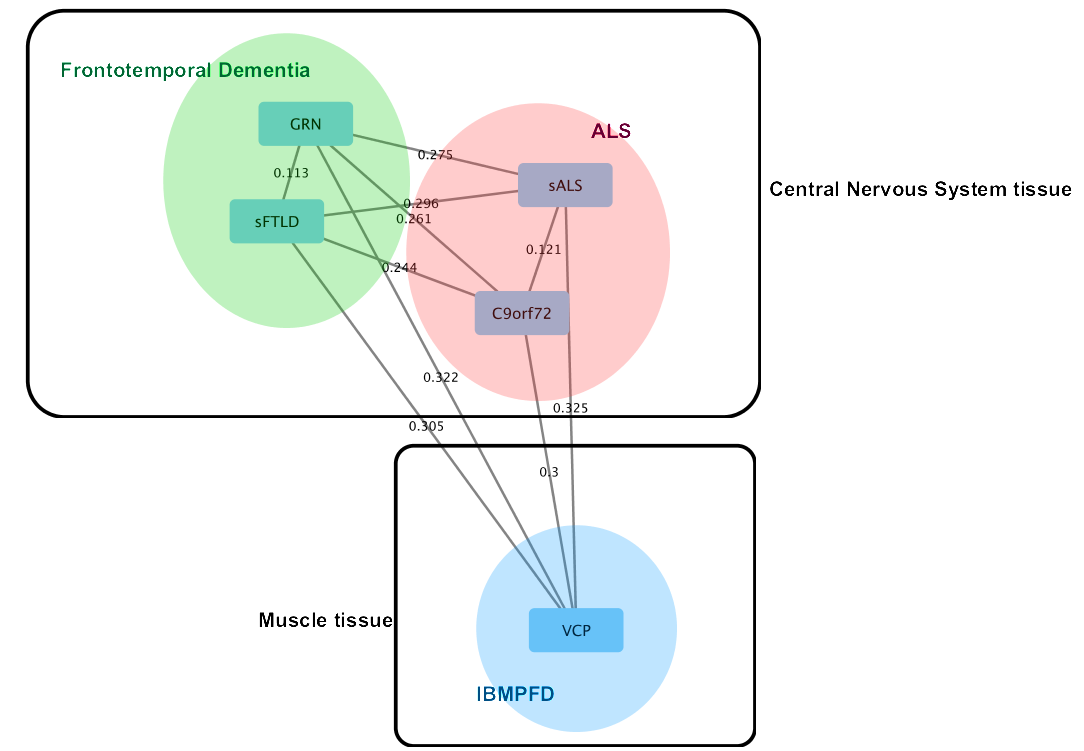 Frontotemporal Dementia
GRN
ALS
0.275
0.113
sALS
Central Nervous System tissue
0.296
0.261
sFTLD
0.121
0.244
C9orf72
0.322
0.325
0.305
0.3
Muscle tissue
VCP
IBMPFD